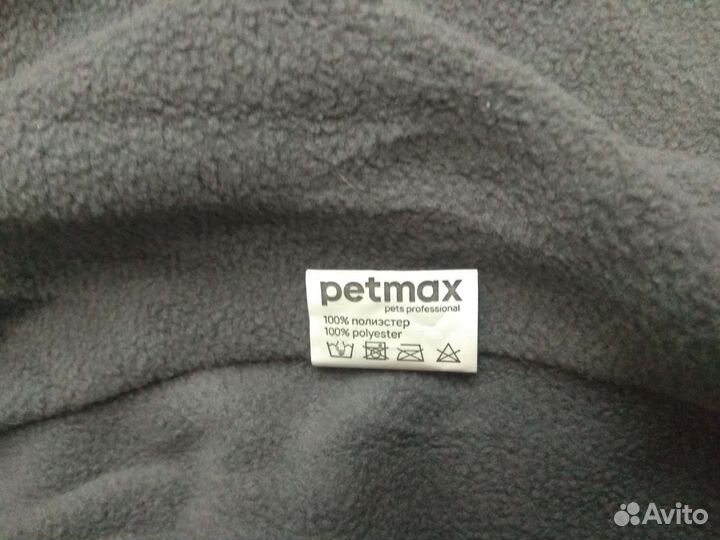 petmax
pets professional
100% полиэстер
100% polyester
Avito